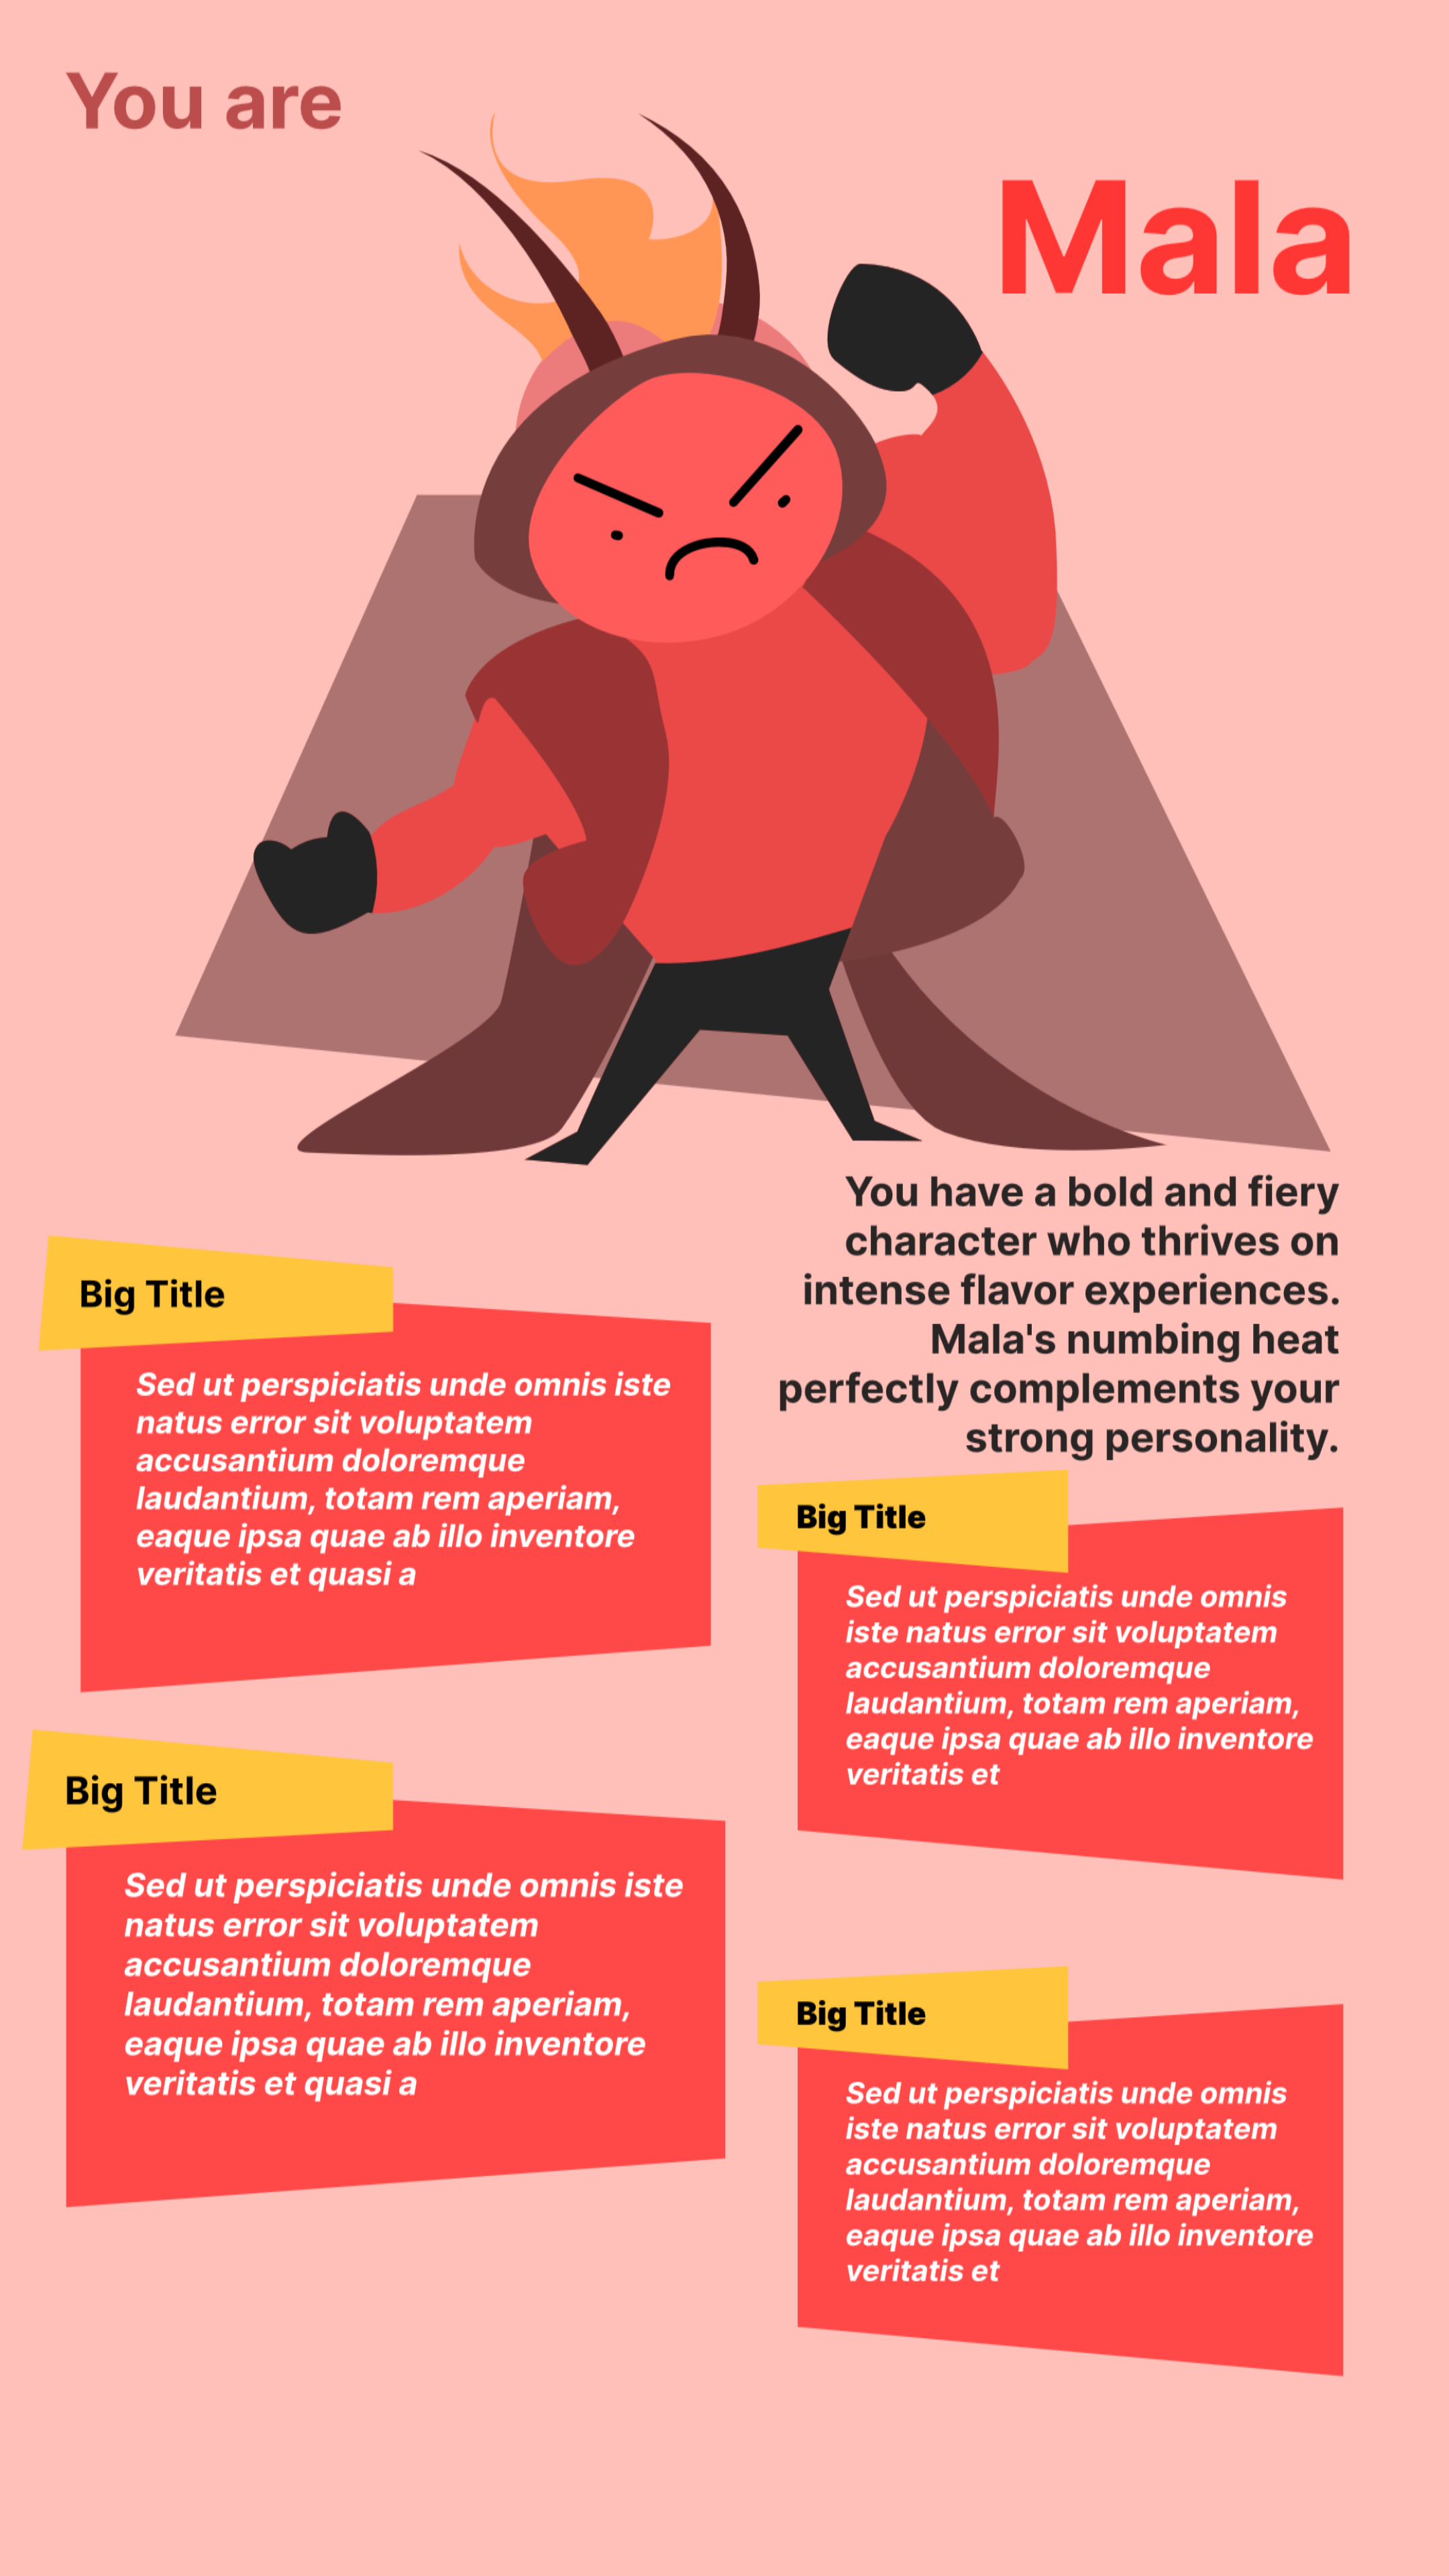 You are
Mala
You have a bold and fiery
character who thrives on
intense flavor experiences.
Mala's numbing heat
perfectly complements your
strong personality.
Big Title
Sed ut perspiciatis unde omnis iste
natus error sit voluptatem
accusantium doloremque
laudantium, totam rem aperiam,
eaque ipsa quae ab illo inventore
veritatis et quasi a
Big Title
Sed ut perspiciatis unde omnis
iste natus error sit voluptatem
accusantium doloremque
laudantium, totam rem aperiam,
eaque ipsa quae ab illo inventore
veritatis et
Big Title
Sed ut perspiciatis unde omnis iste
natus error sit voluptatem
accusantium doloremque
laudantium, totam rem aperiam,
eaque ipsa quae ab illo inventore
veritatis et quasi a
Big Title
Sed ut perspiciatis unde omnis
iste natus error sit voluptatem
accusantium doloremque
laudantium, totam rem aperiam,
eaque ipsa quae ab illo inventore
veritatis et